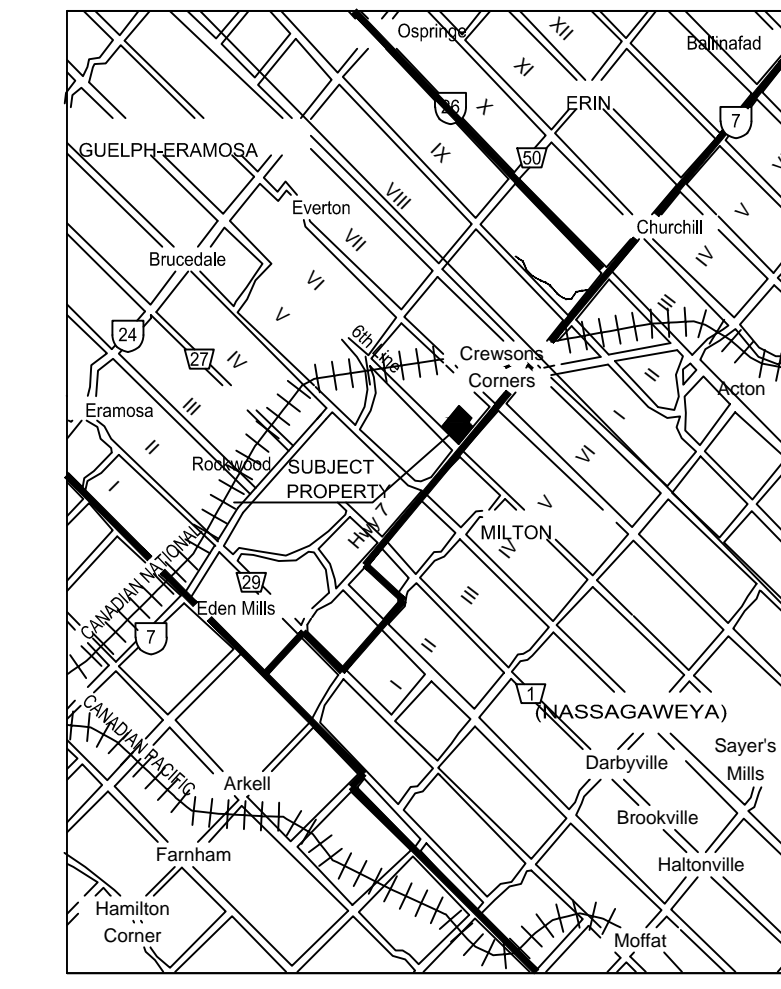 Ospringe
XII
Ballinafad
XI
26
X
ERIN
7
GUELPH-ERAMOSA
IX
50
V
VIII
Everton
V
Churchill
VII
Brucedale
IV
VI
III
V
24
6th Line
27
IV
Crewsons
Corners
II
Acton
Eramosa
III
I
II
VI
Rockwood
SUBJECT
PROPERTY
I
V
Hwy 7
MILTON
IV
CANADIAN NATIONAL
29
III
Eden Mills
7
II
I
1
CANADIAN PACIFIC
(NASSAGAWEYA)
Sayer's
Mills
Darbyville
Arkell
Brookville
Farnham
Haltonville
Hamilton
Corner
Moffat